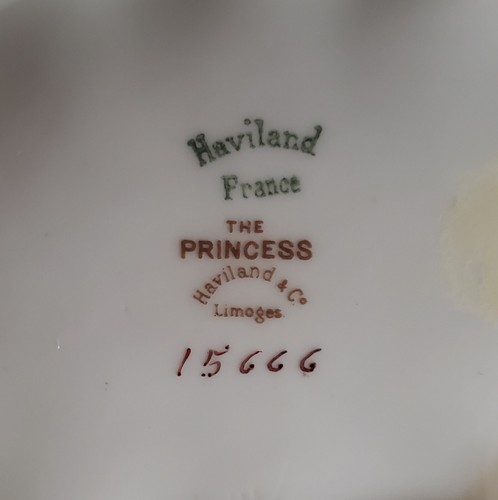 Haviland
France
THE
PRINCESS
Haviland & Co
Limoges.
15666